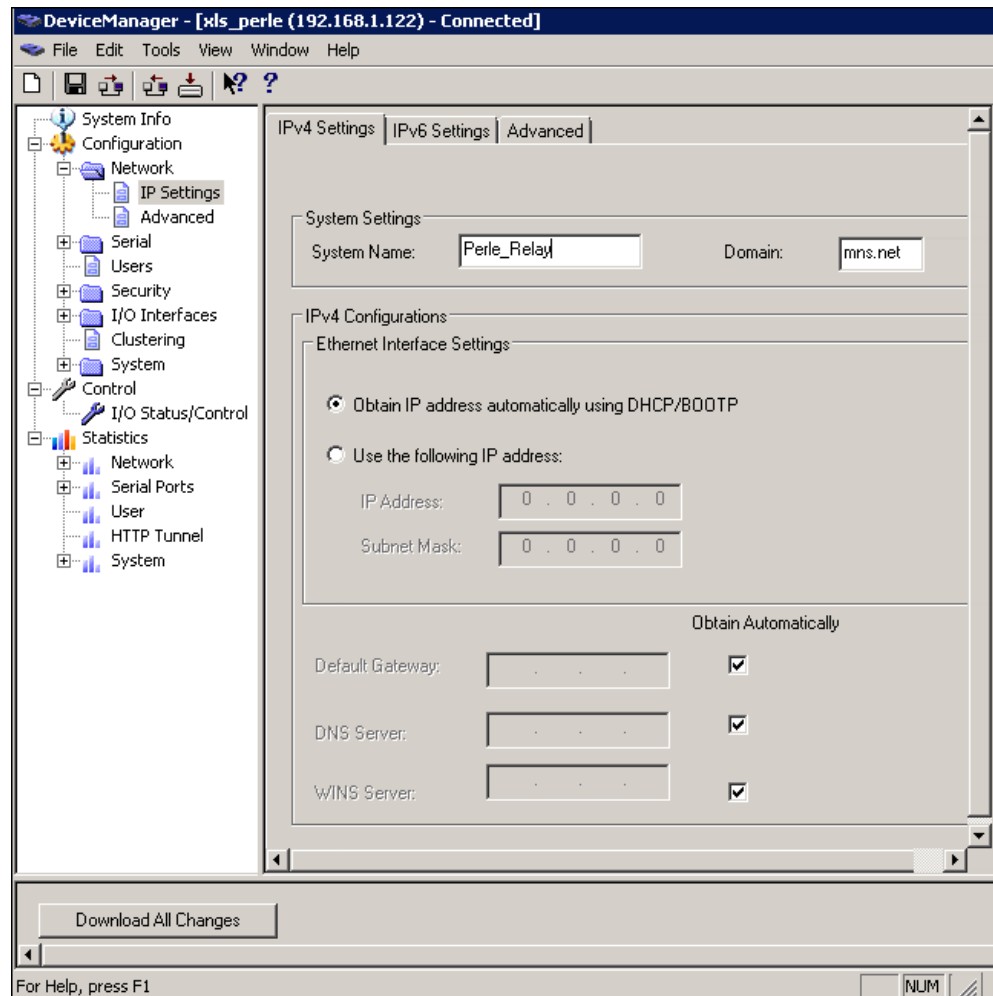 DeviceManager - [xls_perle (192.168.1.122) - Connected]
File Edit Tools View Window Help
System Info
Configuration
Network
IP Settings
Advanced
Serial
Users
Security
I/O Interfaces
Clustering
System
Control
I/O Status/Control
Statistics
Network
Serial Ports
User
HTTP Tunnel
System
IPv4 Settings IPv6 Settings Advanced
System Settings
System Name: Perle_Relay Domain: mns.net
IPv4 Configurations
Ethernet Interface Settings
Obtain IP address automatically using DHCP/BOOTP
Use the following IP address:
IP Address: 0 . 0 . 0 . 0
Subnet Mask: 0 . 0 . 0 . 0
Obtain Automatically
Default Gateway: . . .
DNS Server: . . .
WINS Server: . . .
Download All Changes
For Help, press F1 NUM